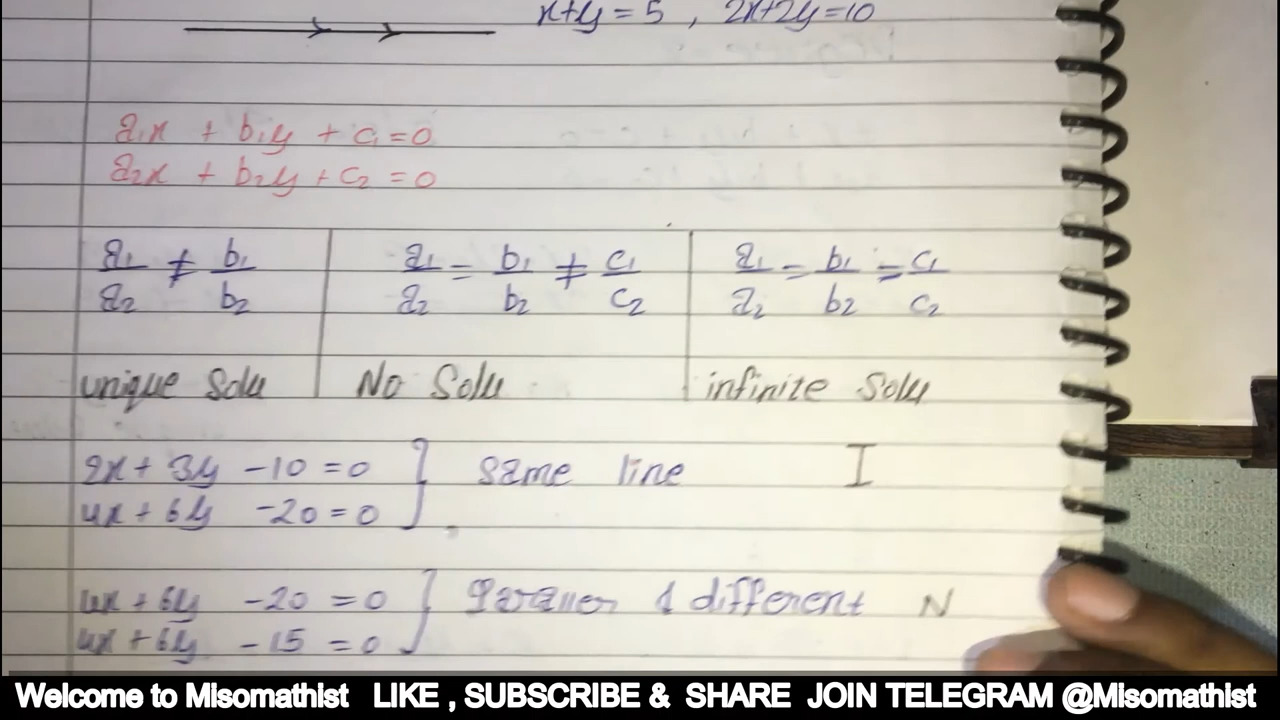 x+y = 5 , 2x+2y=10
a₁x + b₁y + c₁ = 0
a₂x + b₂y + c₂ = 0
a₁/a₂ ≠ b₁/b₂ | a₁/a₂ = b₁/b₂ ≠ c₁/c₂ | a₁/a₂ = b₁/b₂ = c₁/c₂
unique Solu | No Solu | infinite Solu
2x + 3y - 10 = 0 } same line I
4x + 6y - 20 = 0
4x + 6y - 20 = 0 } Parallel & different N
4x + 6y - 15 = 0
Welcome to Misomathist LIKE , SUBSCRIBE & SHARE JOIN TELEGRAM @Misomathist